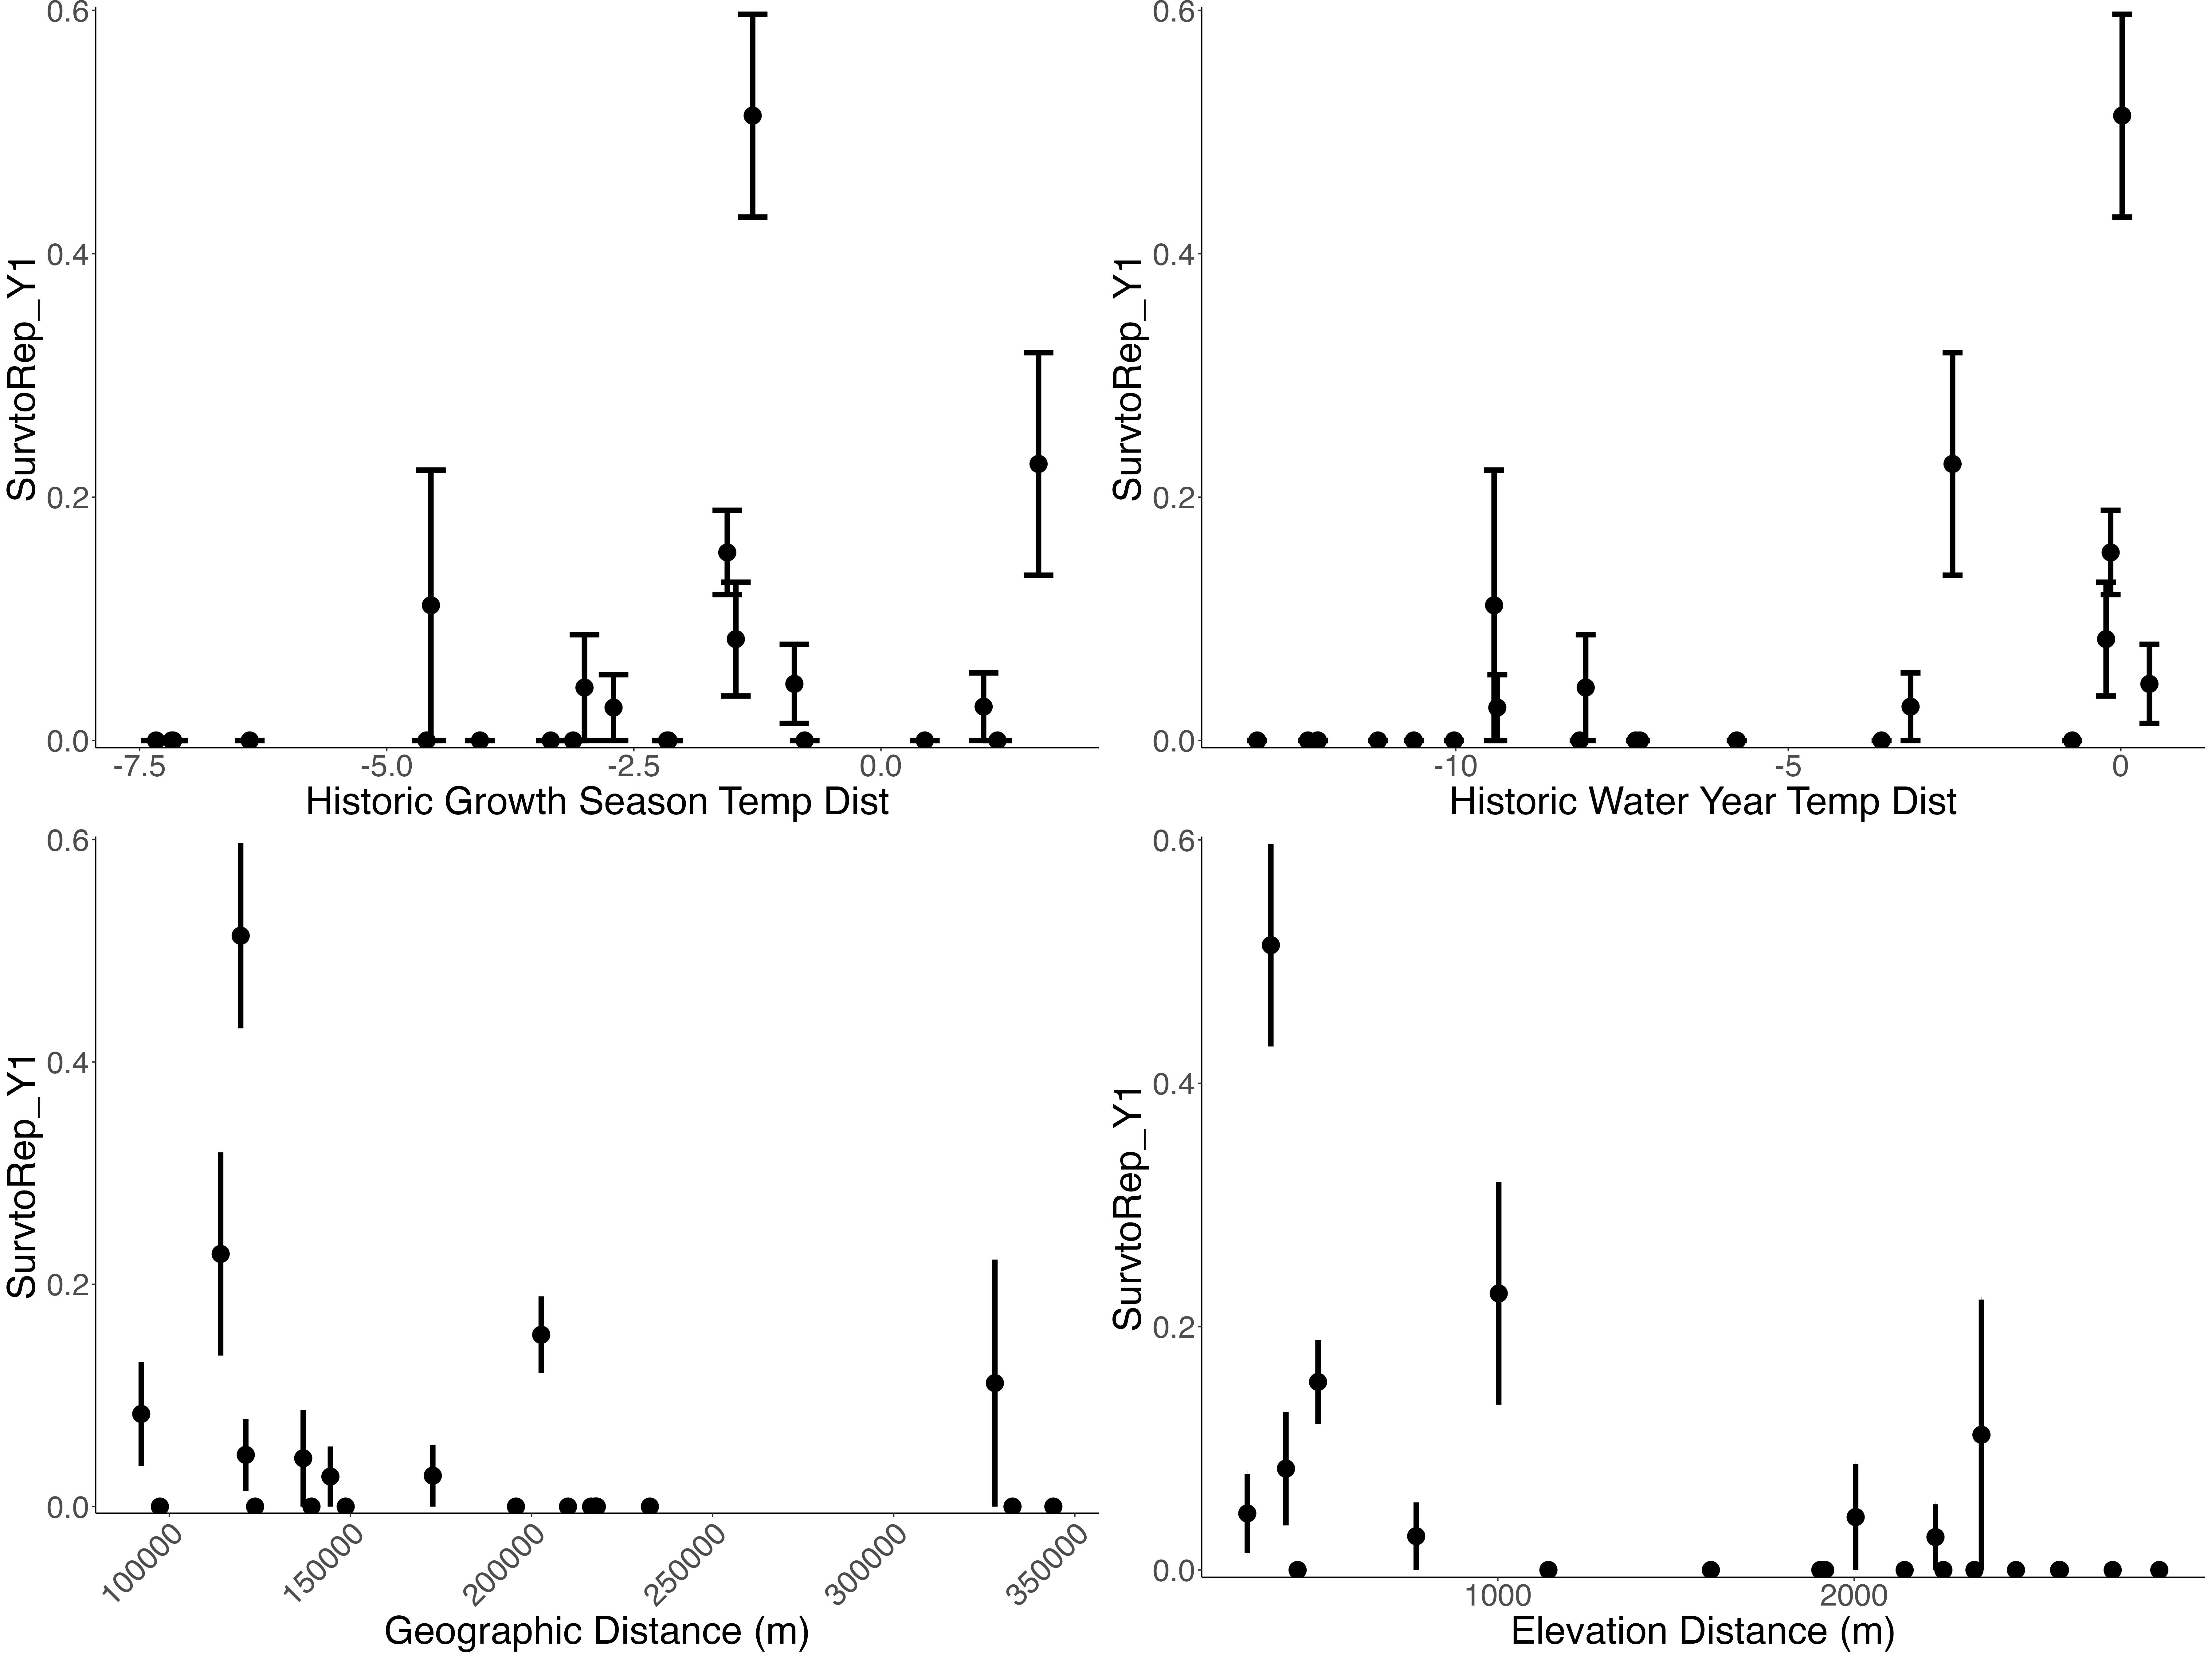 0.6
0.4
0.2
0.0
SurvtoRep_Y1
-7.5 -5.0 -2.5 0.0
Historic Growth Season Temp Dist
0.6
0.4
0.2
0.0
SurvtoRep_Y1
-10 -5 0
Historic Water Year Temp Dist
0.6
0.4
0.2
0.0
SurvtoRep_Y1
100000 150000 200000 250000 300000 350000
Geographic Distance (m)
0.6
0.4
0.2
0.0
SurvtoRep_Y1
1000 2000
Elevation Distance (m)